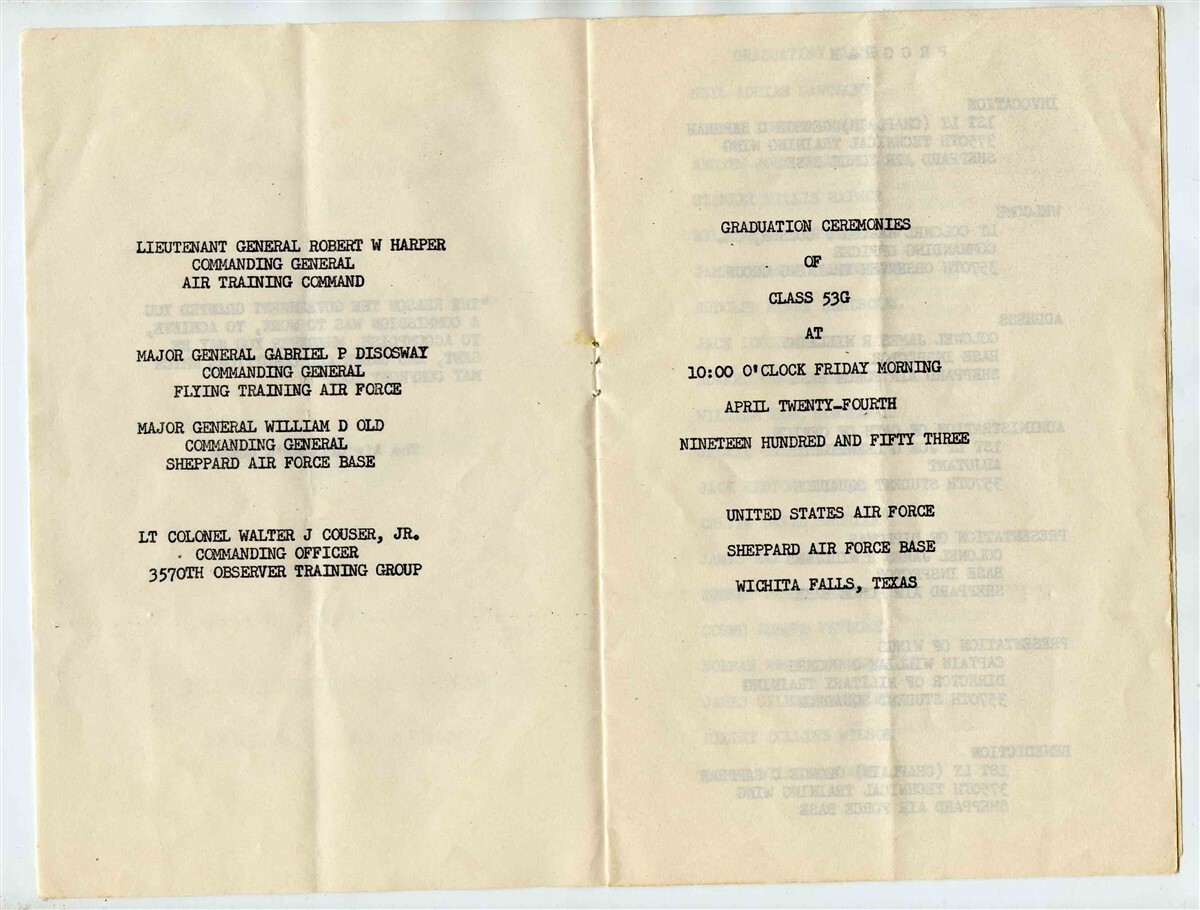 LIEUTENANT GENERAL ROBERT W HARPER
COMMANDING GENERAL
AIR TRAINING COMMAND
MAJOR GENERAL GABRIEL P DISOSWAY
COMMANDING GENERAL
FLYING TRAINING AIR FORCE
MAJOR GENERAL WILLIAM D OLD
COMMANDING GENERAL
SHEPPARD AIR FORCE BASE
LT COLONEL WALTER J COUSER, JR.
COMMANDING OFFICER
3570TH OBSERVER TRAINING GROUP
GRADUATION CEREMONIES
OF
CLASS 53G
AT
10:00 O'CLOCK FRIDAY MORNING
APRIL TWENTY-FOURTH
NINETEEN HUNDRED AND FIFTY THREE
UNITED STATES AIR FORCE
SHEPPARD AIR FORCE BASE
WICHITA FALLS, TEXAS